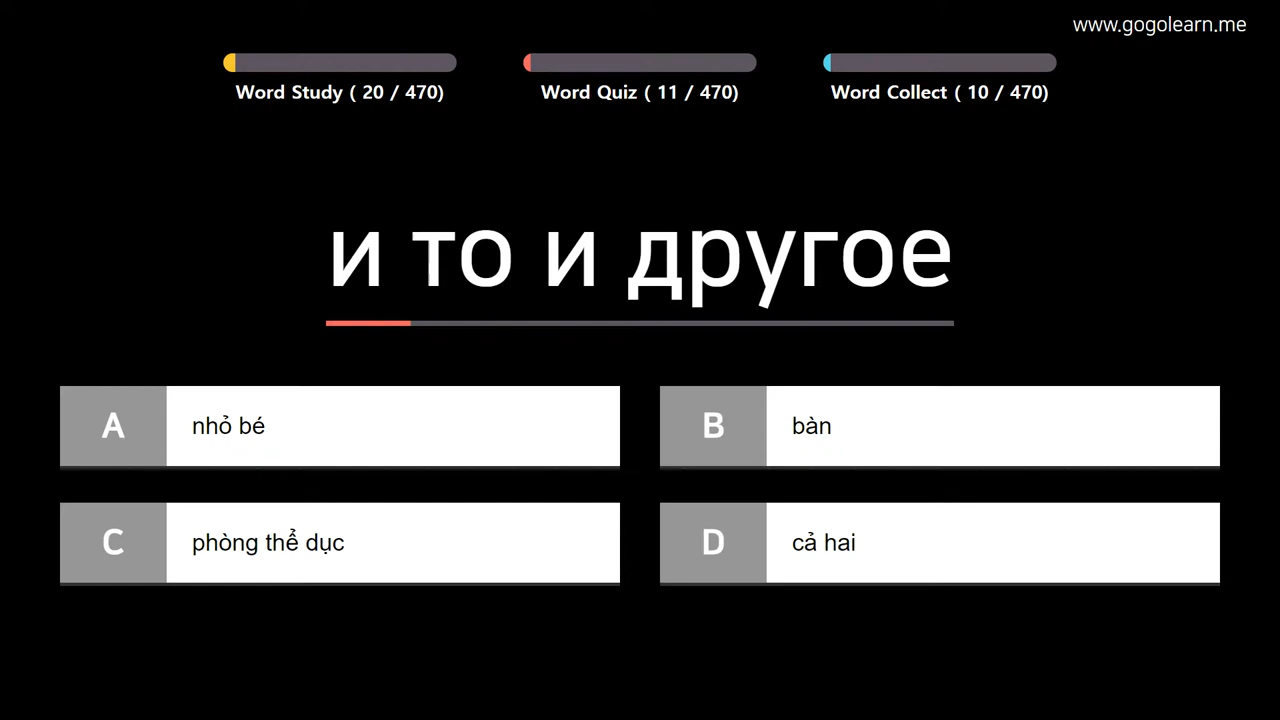 www.gogolearn.me
Word Study ( 20 / 470)
Word Quiz ( 11 / 470)
Word Collect ( 10 / 470)
и то и другое
A nhỏ bé
B bàn
C phòng thể dục
D cả hai